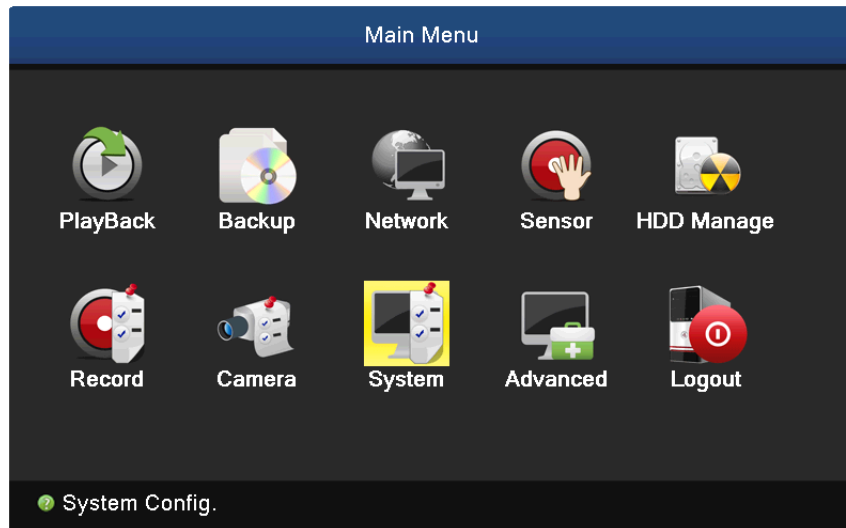 Main Menu
PlayBack Backup Network Sensor HDD Manage
Record Camera System Advanced Logout
System Config.